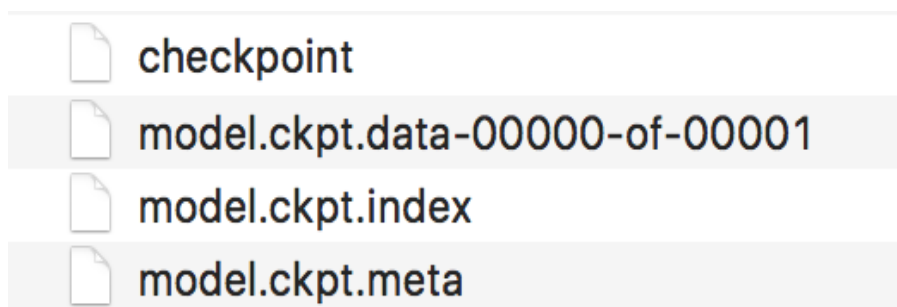 checkpoint
model.ckpt.data-00000-of-00001
model.ckpt.index
model.ckpt.meta